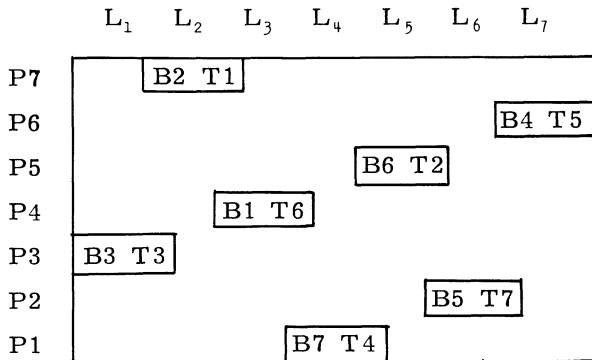 L₁ L₂ L₃ L₄ L₅ L₆ L₇
P7 B2 T1
P6 B4 T5
P5 B6 T2
P4 B1 T6
P3 B3 T3
P2 B5 T7
P1 B7 T4